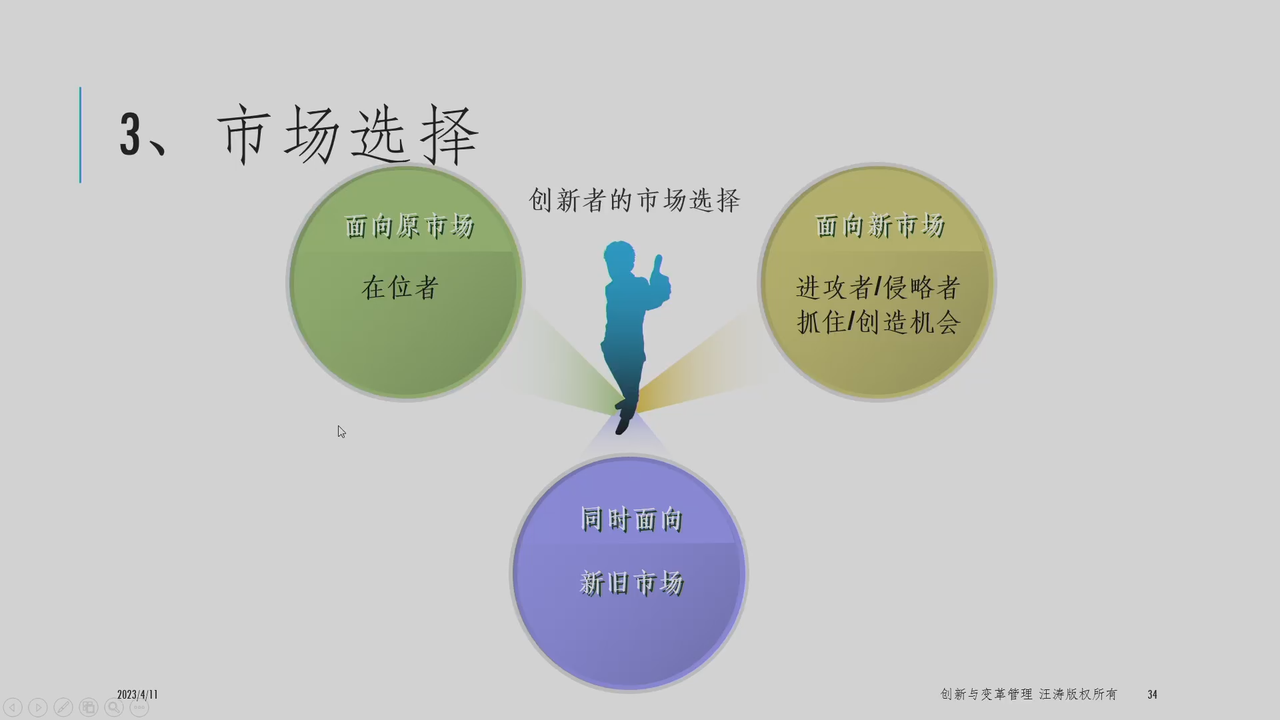 3、市场选择
创新者的市场选择
面向原市场
在位者
面向新市场
进攻者/侵略者
抓住/创造机会
同时面向
新旧市场
2023/4/11
创新与变革管理 汪涛版权所有
34